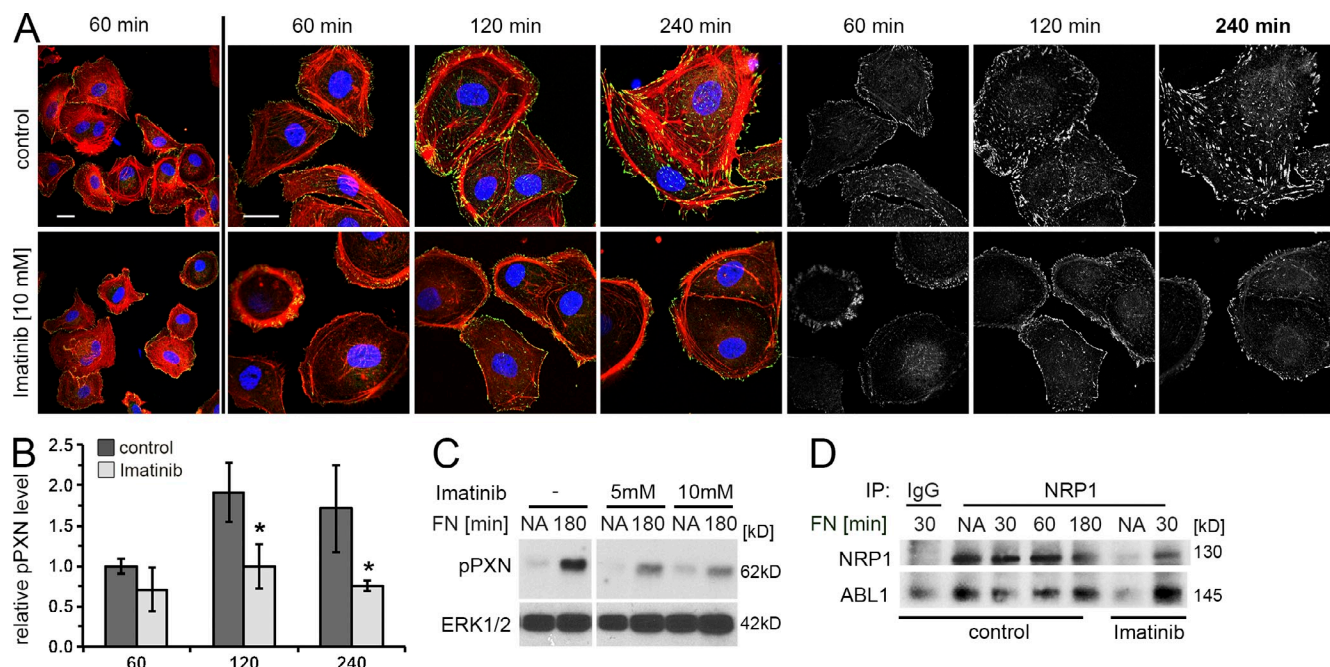 A
60 min 60 min 120 min 240 min 60 min 120 min 240 min
control
Imatinib [10 mM]
B
relative pPXN level
2.5
2.0
1.5
1.0
0.5
0
control
Imatinib
*
*
60 120 240
C
Imatinib - 5mM 10mM
FN [min] NA 180 NA 180 NA 180 [kD]
pPXN 62kD
ERK1/2 42kD
D
IP: IgG NRP1
FN [min] 30 NA 30 60 180 NA 30 [kD]
NRP1 130
ABL1 145
control Imatinib